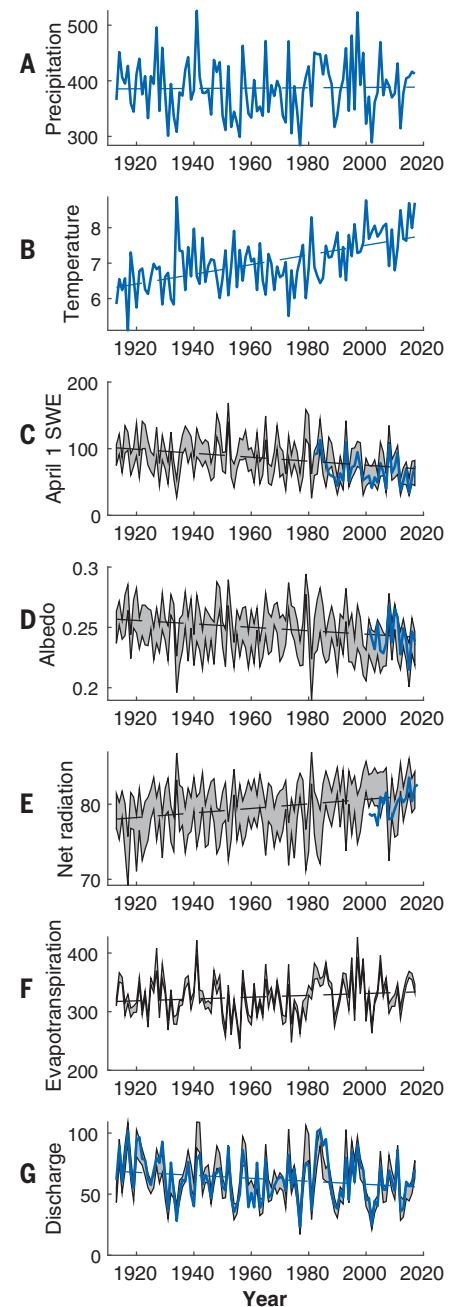 A
Precipitation
500
400
300
1920 1940 1960 1980 2000 2020
B
Temperature
8
7
6
1920 1940 1960 1980 2000 2020
C
April 1 SWE
200
100
0
1920 1940 1960 1980 2000 2020
D
Albedo
0.3
0.25
0.2
1920 1940 1960 1980 2000 2020
E
Net radiation
80
70
1920 1940 1960 1980 2000 2020
F
Evapotranspiration
400
300
200
1920 1940 1960 1980 2000 2020
G
Discharge
100
50
0
1920 1940 1960 1980 2000 2020
Year